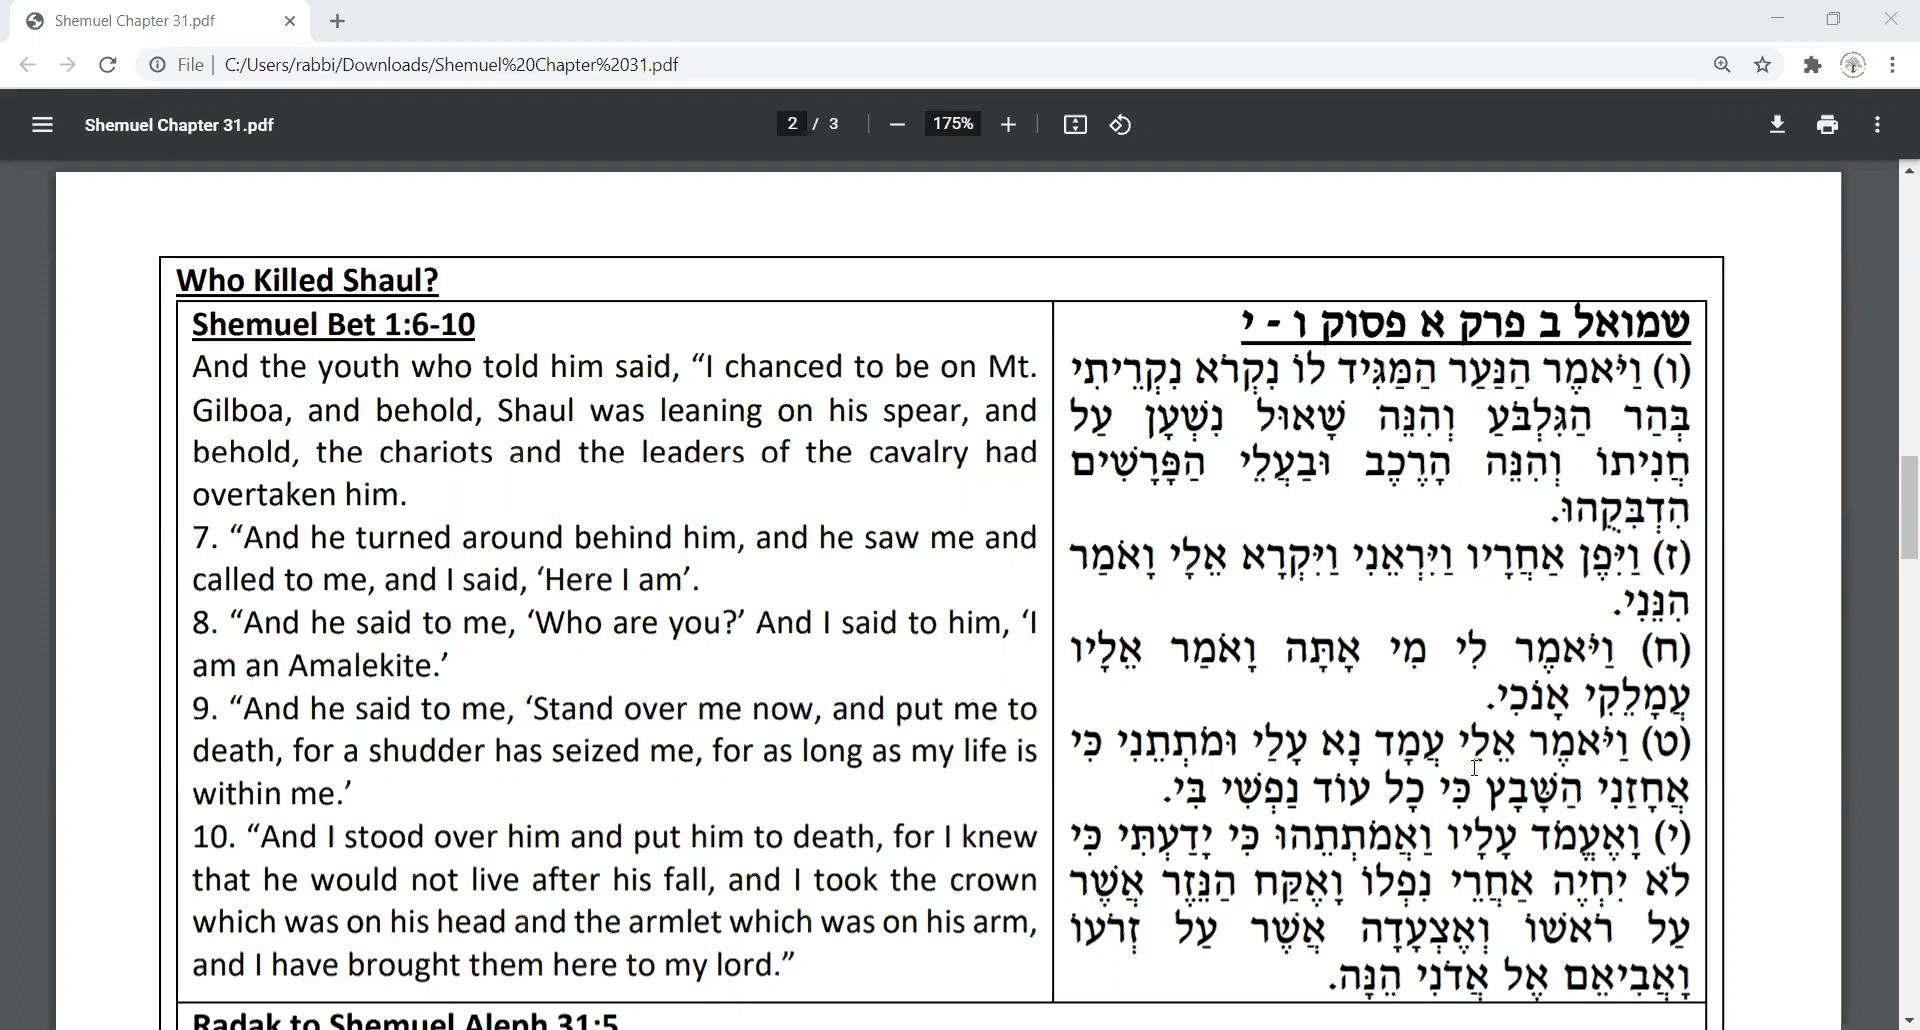 Shemuel Chapter 31.pdf
File | C:/Users/rabbi/Downloads/Shemuel%20Chapter%2031.pdf
Shemuel Chapter 31.pdf
2 / 3
175%
Who Killed Shaul?
Shemuel Bet 1:6-10
And the youth who told him said, “I chanced to be on Mt.
Gilboa, and behold, Shaul was leaning on his spear, and
behold, the chariots and the leaders of the cavalry had
overtaken him.
7. “And he turned around behind him, and he saw me and
called to me, and I said, ‘Here I am’.
8. “And he said to me, ‘Who are you?’ And I said to him, ‘I
am an Amalekite.’
9. “And he said to me, ‘Stand over me now, and put me to
death, for a shudder has seized me, for as long as my life is
within me.’
10. “And I stood over him and put him to death, for I knew
that he would not live after his fall, and I took the crown
which was on his head and the armlet which was on his arm,
and I have brought them here to my lord.”
שמואל ב פרק א פסוק ו - י
(ו) וַיֹּאמֶר הַנַּעַר הַמַּגִּיד לוֹ נִקְרֹא נִקְרֵיתִי
בְּהַר הַגִּלְבֹּעַ וְהִנֵּה שָׁאוּל נִשְׁעָן עַל
חֲנִיתוֹ וְהִנֵּה הָרֶכֶב וּבַעֲלֵי הַפָּרָשִׁים
הִדְבִּקֻהוּ.
(ז) וַיִּפֶן אַחֲרָיו וַיִּרְאֵנִי וַיִּקְרָא אֵלָי וָאֹמַר
הִנֵּנִי.
(ח) וַיֹּאמֶר לִי מִי אָתָּה וָאֹמַר אֵלָיו
עֲמָלֵקִי אָנֹכִי.
(ט) וַיֹּאמֶר אֵלַי עֲמָד נָא עָלַי וּמֹתְתֵנִי כִּי
אֲחָזַנִי הַשָּׁבָץ כִּי כָל עוֹד נַפְשִׁי בִּי.
(י) וָאֶעֱמֹד עָלָיו וַאֲמֹתְתֵהוּ כִּי יָדַעְתִּי כִּי
לֹא יִחְיֶה אַחֲרֵי נִפְלוֹ וָאֶקַּח הַנֵּזֶר אֲשֶׁר
עַל רֹאשׁוֹ וְאֶצְעָדָה אֲשֶׁר עַל זְרֹעוֹ
וָאֲבִיאֵם אֶל אֲדֹנִי הֵנָּה.
Radak to Shemuel Aleph 31:5